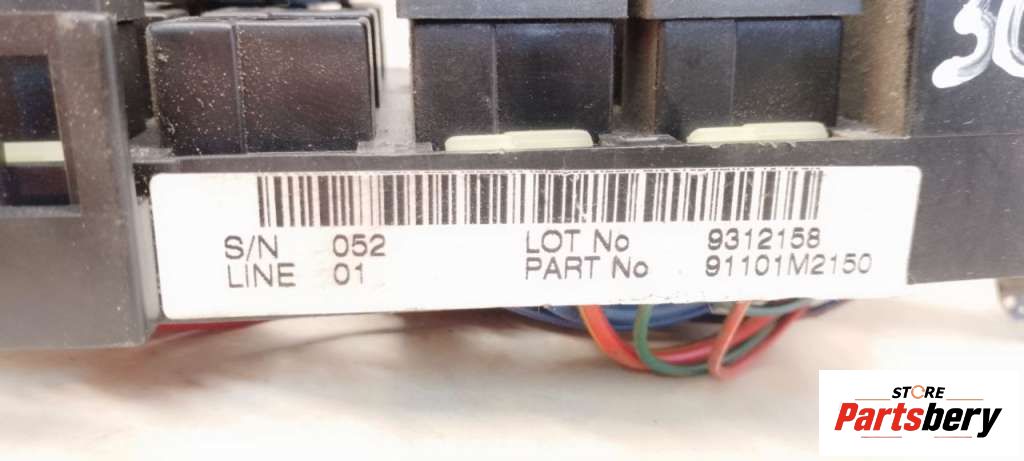 S/N 052 LOT No 9312158
LINE 01 PART No 91101M2150
STORE
Partsbery